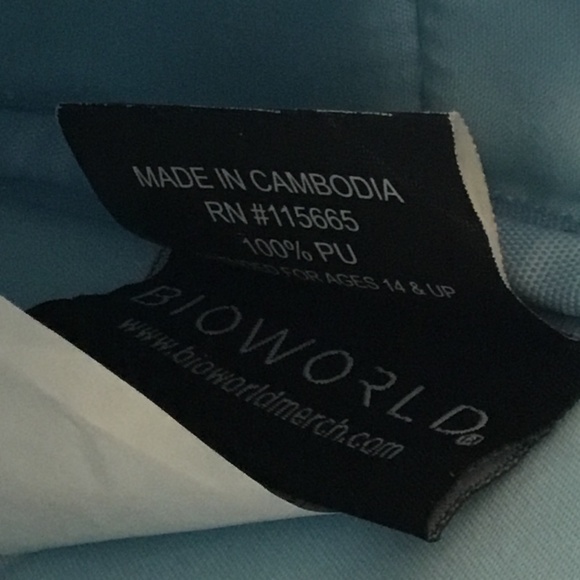 MADE IN CAMBODIA
RN #115665
100% PU
FOR AGES 14 & UP
BIOWORLD®
www.bioworldmerch.com